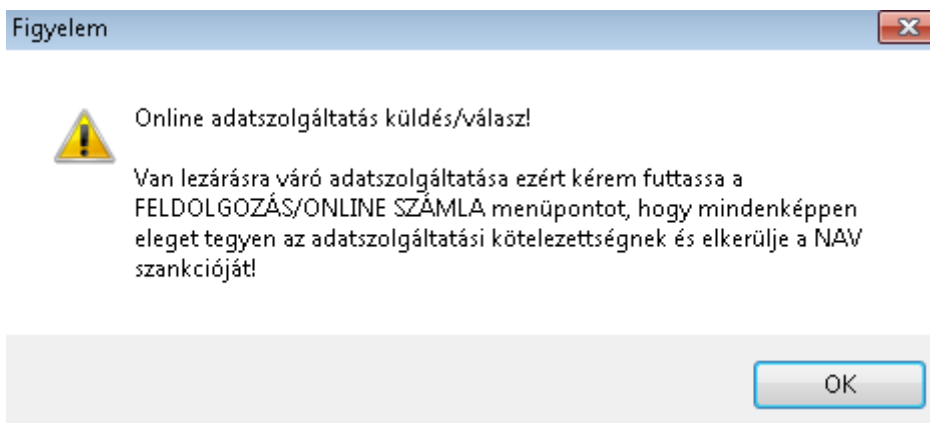 Figyelem
Online adatszolgáltatás küldés/válasz!
Van lezárásra váró adatszolgáltatása ezért kérem futtassa a
FELDOLGOZÁS/ONLINE SZÁMLA menüpontot, hogy mindenképpen
eleget tegyen az adatszolgáltatási kötelezettségnek és elkerülje a NAV
szankcióját!
OK